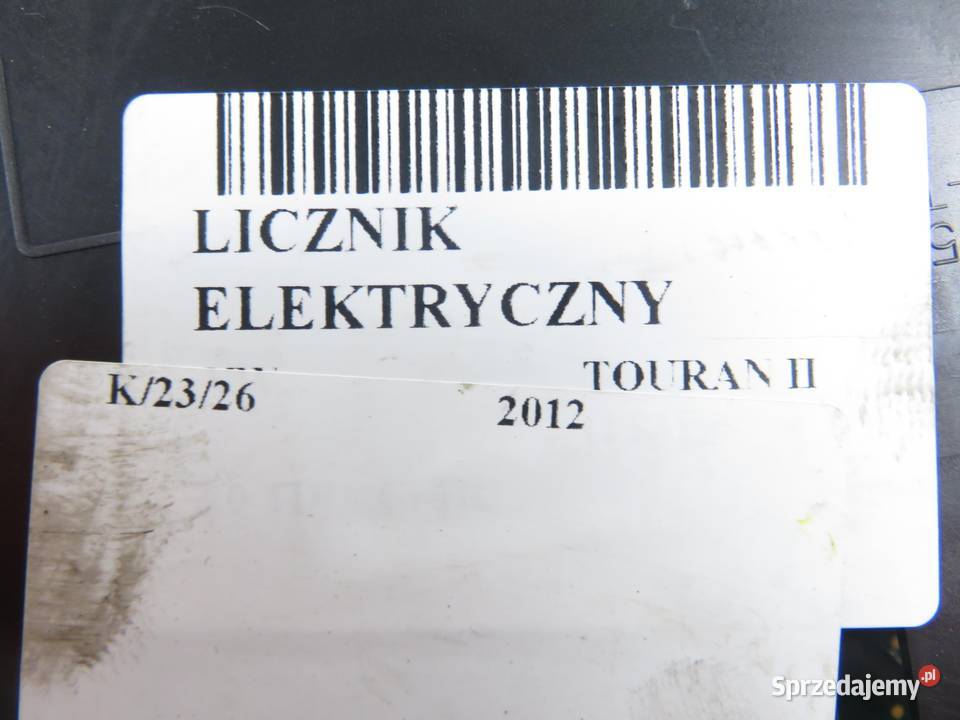 LICZNIK
ELEKTRYCZNY
TOURAN II
K/23/26
2012
Sprzedajemy.pl